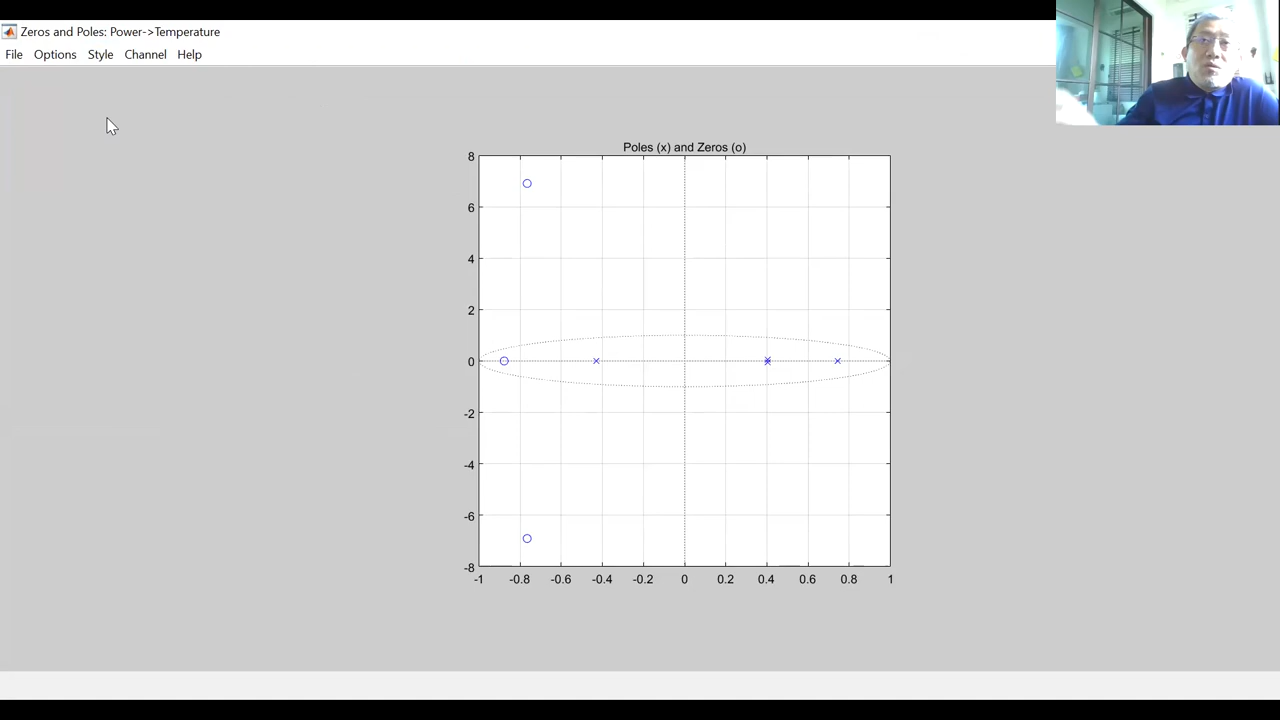 Zeros and Poles: Power->Temperature
File Options Style Channel Help
Poles (x) and Zeros (o)
8
6
4
2
0
-2
-4
-6
-8
-1 -0.8 -0.6 -0.4 -0.2 0 0.2 0.4 0.6 0.8 1